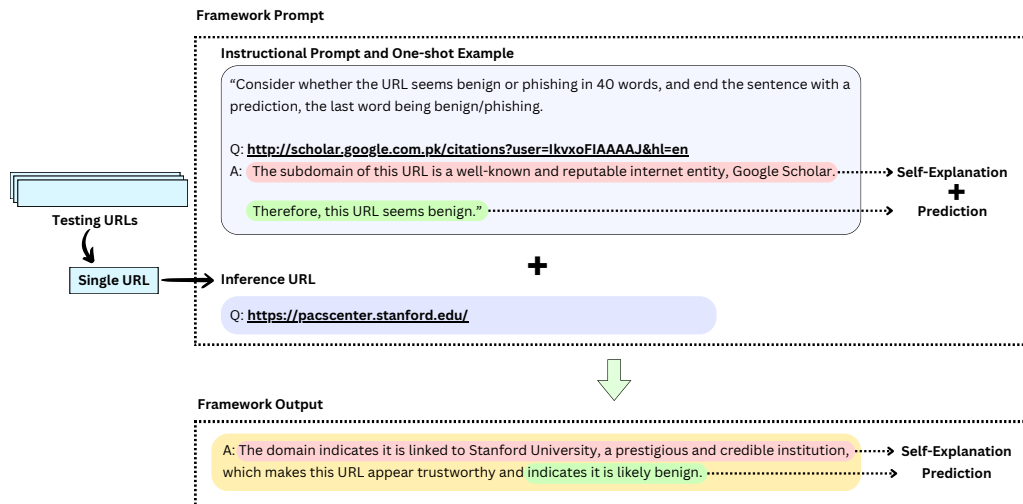 Framework Prompt
Instructional Prompt and One-shot Example
“Consider whether the URL seems benign or phishing in 40 words, and end the sentence with a
prediction, the last word being benign/phishing.
Q: http://scholar.google.com.pk/citations?user=IkvxoFIAAAAJ&hl=en
A: The subdomain of this URL is a well-known and reputable internet entity, Google Scholar.
Self-Explanation
+
Therefore, this URL seems benign.”
Prediction
Testing URLs
+
Single URL
Inference URL
Q: https://pacscenter.stanford.edu/
Framework Output
A: The domain indicates it is linked to Stanford University, a prestigious and credible institution,
Self-Explanation
which makes this URL appear trustworthy and indicates it is likely benign.
Prediction